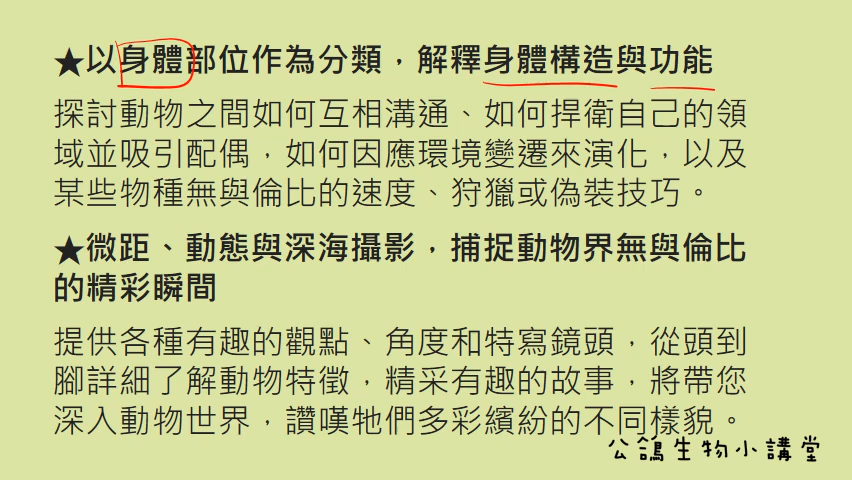 ★以身體部位作為分類，解釋身體構造與功能
探討動物之間如何互相溝通、如何捍衛自己的領
域並吸引配偶，如何因應環境變遷來演化，以及
某些物種無與倫比的速度、狩獵或偽裝技巧。
★微距、動態與深海攝影，捕捉動物界無與倫比
的精彩瞬間
提供各種有趣的觀點、角度和特寫鏡頭，從頭到
腳詳細了解動物特徵，精采有趣的故事，將帶您
深入動物世界，讚嘆牠們多彩繽紛的不同樣貌。
公鴿生物小講堂